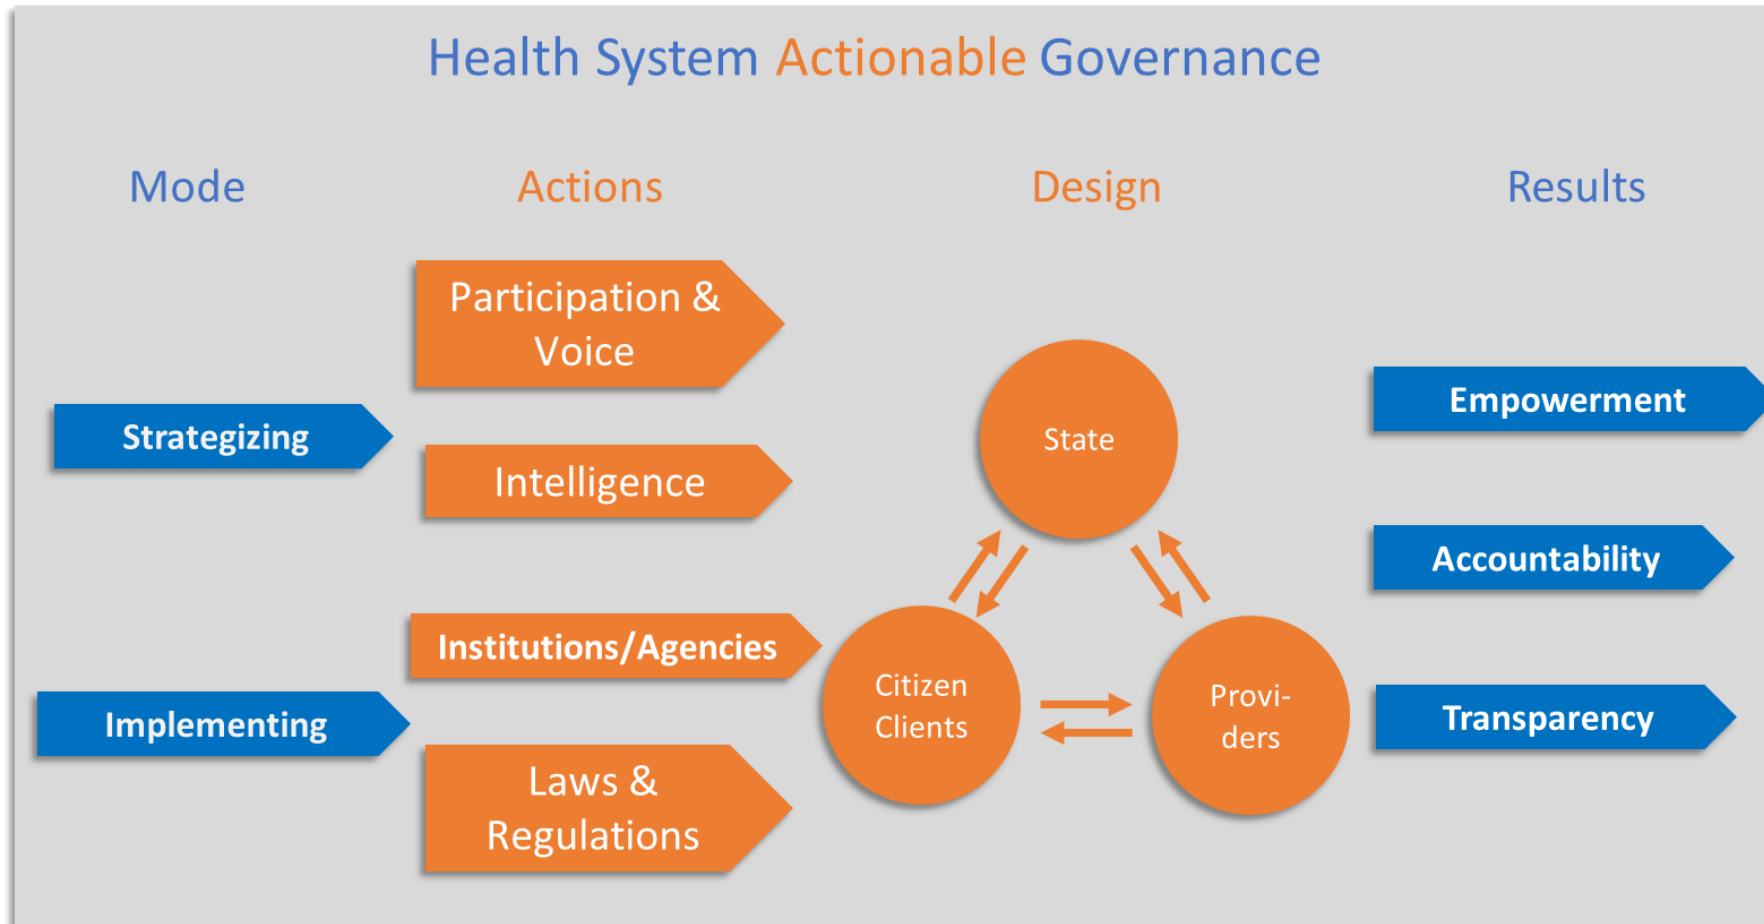 Health System Actionable Governance
Mode
Actions
Design
Results
Participation &
Voice
Strategizing
Intelligence
Institutions/Agencies
Implementing
Laws &
Regulations
State
Citizen
Clients
Provi-
ders
Empowerment
Accountability
Transparency